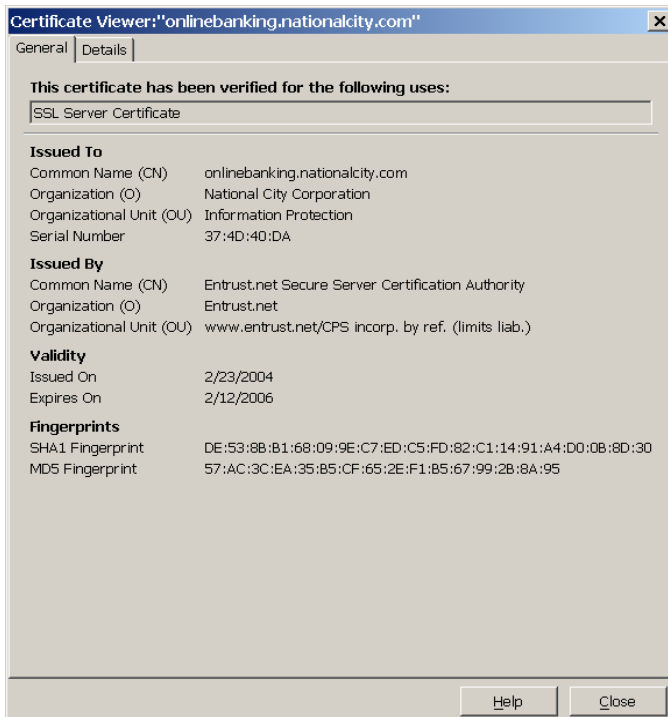 Certificate Viewer:"onlinebanking.nationalcity.com"
General Details
This certificate has been verified for the following uses:
SSL Server Certificate
Issued To
Common Name (CN) onlinebanking.nationalcity.com
Organization (O) National City Corporation
Organizational Unit (OU) Information Protection
Serial Number 37:4D:40:DA
Issued By
Common Name (CN) Entrust.net Secure Server Certification Authority
Organization (O) Entrust.net
Organizational Unit (OU) www.entrust.net/CPS incorp. by ref. (limits liab.)
Validity
Issued On 2/23/2004
Expires On 2/12/2006
Fingerprints
SHA1 Fingerprint DE:53:8B:B1:68:09:9E:C7:ED:C5:FD:82:C1:14:91:A4:D0:0B:8D:30
MD5 Fingerprint 57:AC:3C:EA:35:B5:CF:65:2E:F1:B5:67:99:2B:8A:95
Help Close